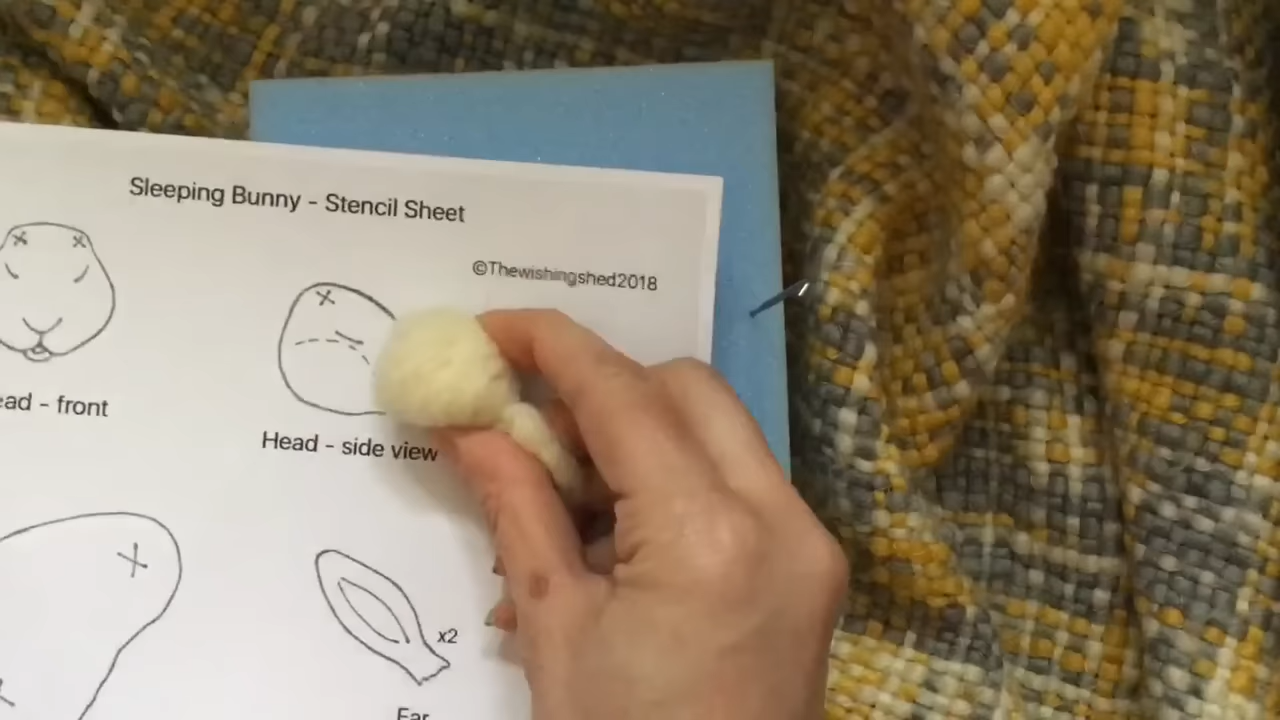 Sleeping Bunny - Stencil Sheet
©Thewishingshed2018
ead - front
Head - side view
x2
Ear